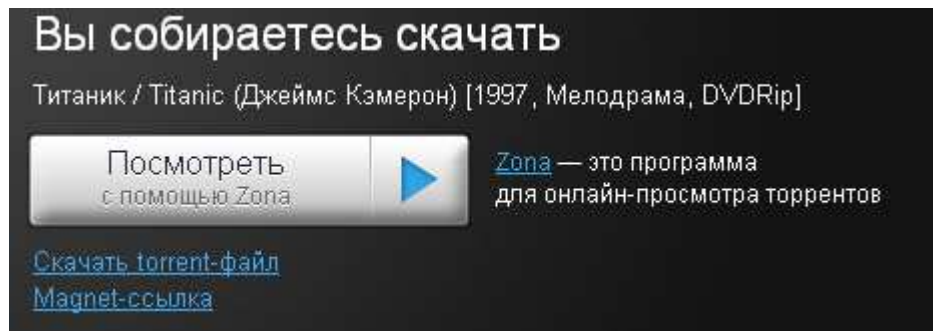 Вы собираетесь скачать
Титаник / Titanic (Джеймс Кэмерон) [1997, Мелодрама, DVDRip]
Посмотреть
с помощью Zona
Zona — это программа
для онлайн-просмотра торрентов
Скачать torrent-файл
Magnet-ссылка